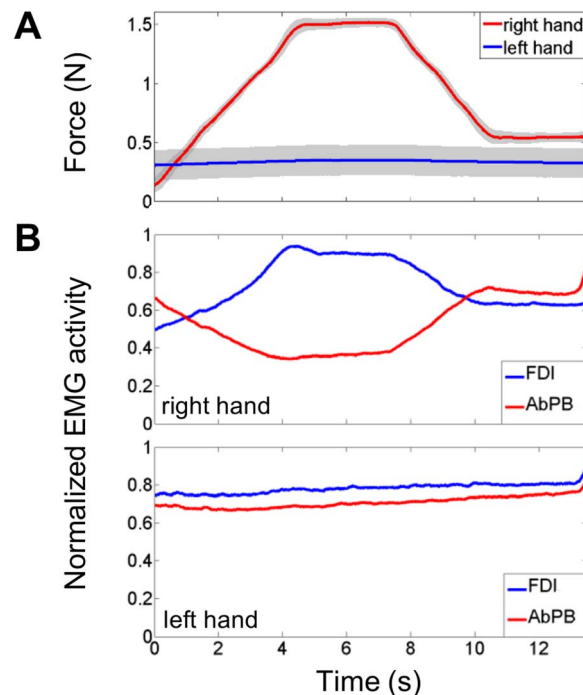 A
Force (N)
1.5
1
0.5
0
right hand
left hand
B
Normalized EMG activity
1
0.8
0.6
0.4
0.2
0
right hand
FDI
AbPB
1
0.8
0.6
0.4
0.2
0
left hand
FDI
AbPB
0 2 4 6 8 10 12
Time (s)